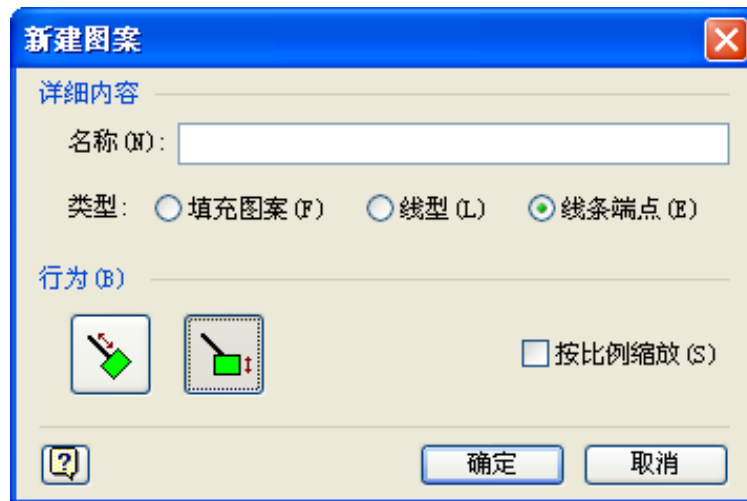 新建图案
详细内容
名称(N):
类型: 填充图案(F) 线型(L) 线条端点(E)
行为(B)
按比例缩放(S)
确定 取消